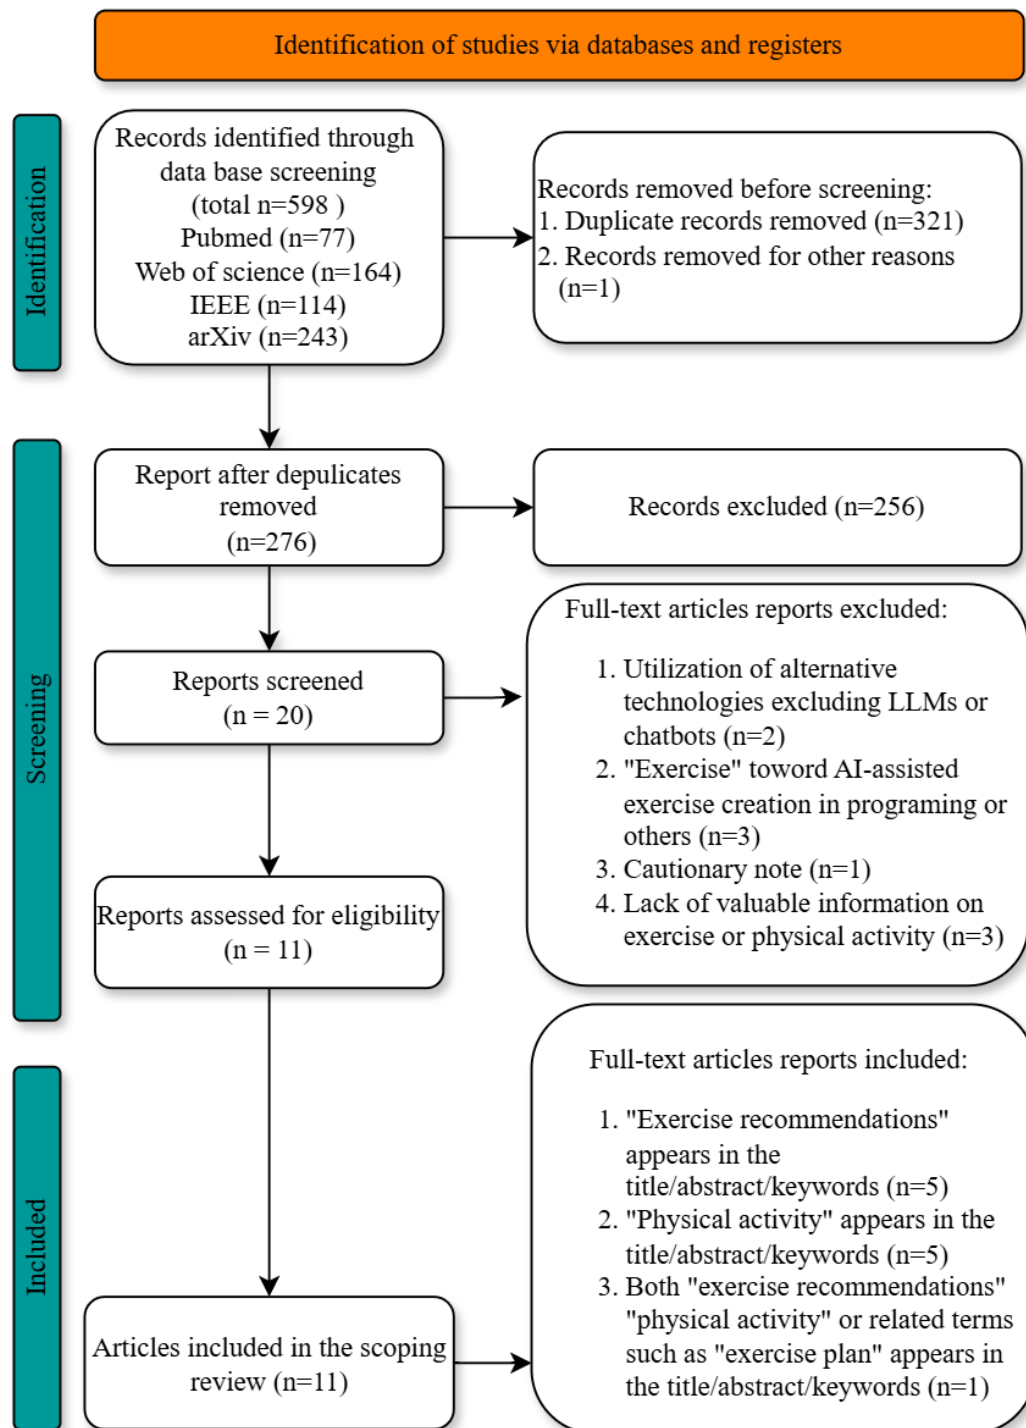 Identification of studies via databases and registers
Identification
Records identified through
data base screening
(total n=598 )
Pubmed (n=77)
Web of science (n=164)
IEEE (n=114)
arXiv (n=243)
Records removed before screening:
1. Duplicate records removed (n=321)
2. Records removed for other reasons
(n=1)
Screening
Report after depulicates
removed
(n=276)
Records excluded (n=256)
Reports screened
(n = 20)
Full-text articles reports excluded:
1. Utilization of alternative
technologies excluding LLMs or
chatbots (n=2)
2. "Exercise" toward AI-assisted
exercise creation in programing or
others (n=3)
3. Cautionary note (n=1)
4. Lack of valuable information on
exercise or physical activity (n=3)
Reports assessed for eligibility
(n = 11)
Included
Articles included in the scoping
review (n=11)
Full-text articles reports included:
1. "Exercise recommendations"
appears in the
title/abstract/keywords (n=5)
2. "Physical activity" appears in the
title/abstract/keywords (n=5)
3. Both "exercise recommendations"
"physical activity" or related terms
such as "exercise plan" appears in
the title/abstract/keywords (n=1)